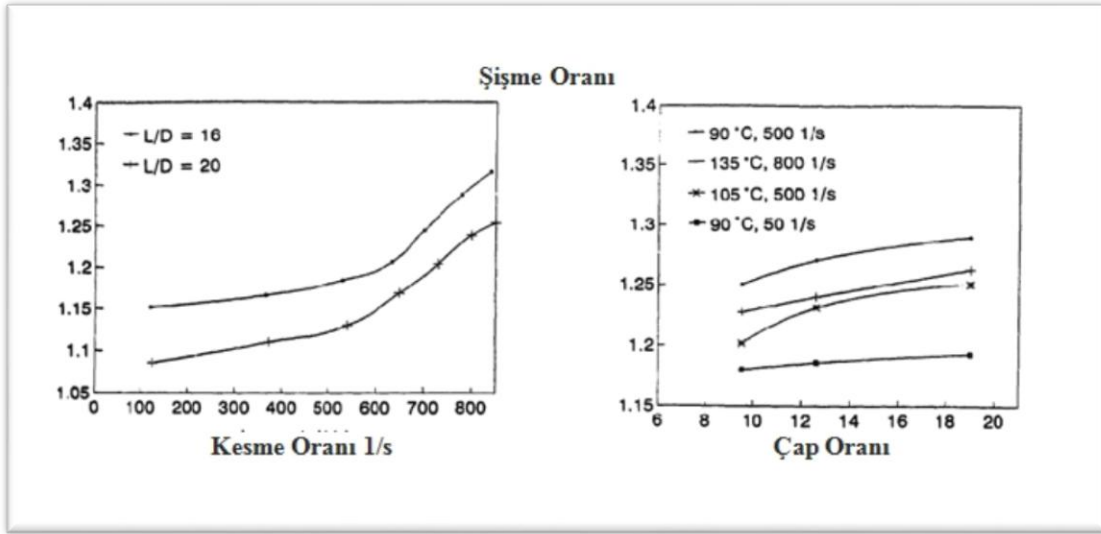 Şişme Oranı
1.4
1.35
1.3
1.25
1.2
1.15
1.1
1.05
L/D = 16
L/D = 20
0 100 200 300 400 500 600 700 800
Kesme Oranı 1/s
1.4
1.35
1.3
1.25
1.2
1.15
90 °C, 500 1/s
135 °C, 800 1/s
105 °C, 500 1/s
90 °C, 50 1/s
6 8 10 12 14 16 18 20
Çap Oranı